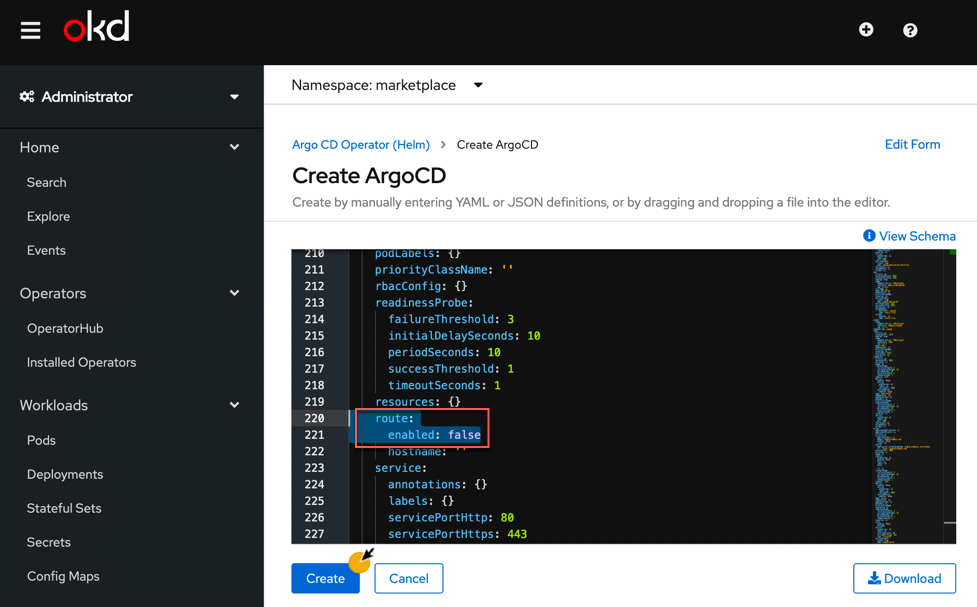 okd
Administrator
Namespace: marketplace
Home
Search
Explore
Events
Operators
OperatorHub
Installed Operators
Workloads
Pods
Deployments
Stateful Sets
Secrets
Config Maps
Argo CD Operator (Helm) > Create ArgoCD
Edit Form
Create ArgoCD
Create by manually entering YAML or JSON definitions, or by dragging and dropping a file into the editor.
View Schema
210 podLabels: {}
211 priorityClassName: ''
212 rbacConfig: {}
213 readinessProbe:
214 failureThreshold: 3
215 initialDelaySeconds: 10
216 periodSeconds: 10
217 successThreshold: 1
218 timeoutSeconds: 1
219 resources: {}
220 route:
221 enabled: false
222 hostname: ''
223 service:
224 annotations: {}
225 labels: {}
226 servicePortHttp: 80
227 servicePortHttps: 443
Create
Cancel
Download